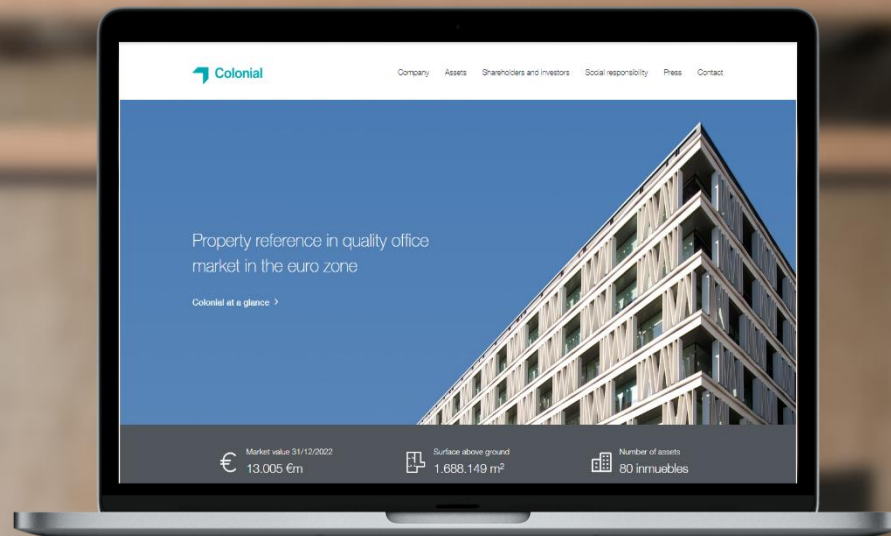 Colonial
Company Assets Shareholders and investors Social responsibility Press Contact
Property reference in quality office
market in the euro zone
Colonial at a glance >
Market value 31/12/2022
13.005 €m
Surface above ground
1.688.149 m²
Number of assets
80 inmuebles